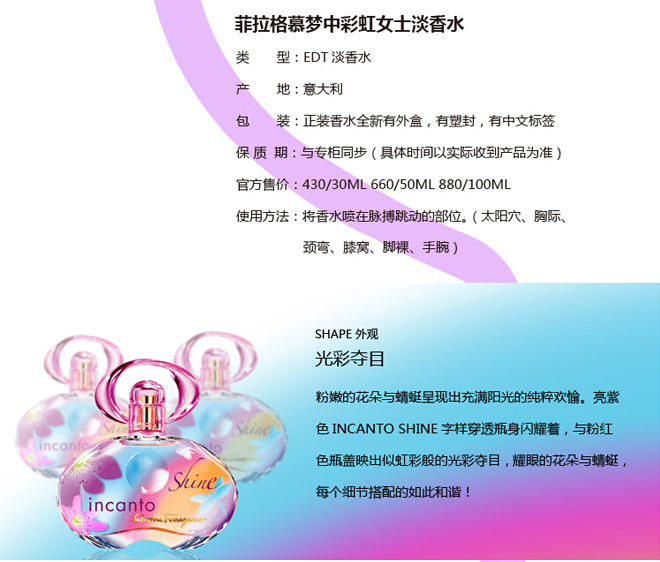 菲拉格慕梦中彩虹女士淡香水
类 型：EDT 淡香水
产 地：意大利
包 装：正装香水全新有外盒，有塑封，有中文标签
保 质 期：与专柜同步（具体时间以实际收到产品为准）
官方售价：430/30ML 660/50ML 880/100ML
使用方法：将香水喷在脉搏跳动的部位。（太阳穴、胸际、
颈弯、膝窝、脚裸、手腕）
SHAPE 外观
光彩夺目
粉嫩的花朵与蜻蜓呈现出充满阳光的纯粹欢愉。亮紫
色 INCANTO SHINE 字样穿透瓶身闪耀着，与粉红
色瓶盖映出似虹彩般的光彩夺目，耀眼的花朵与蜻蜓，
每个细节搭配的如此和谐！
Shine
incanto
Salvatore Ferragamo
incanto
Shine